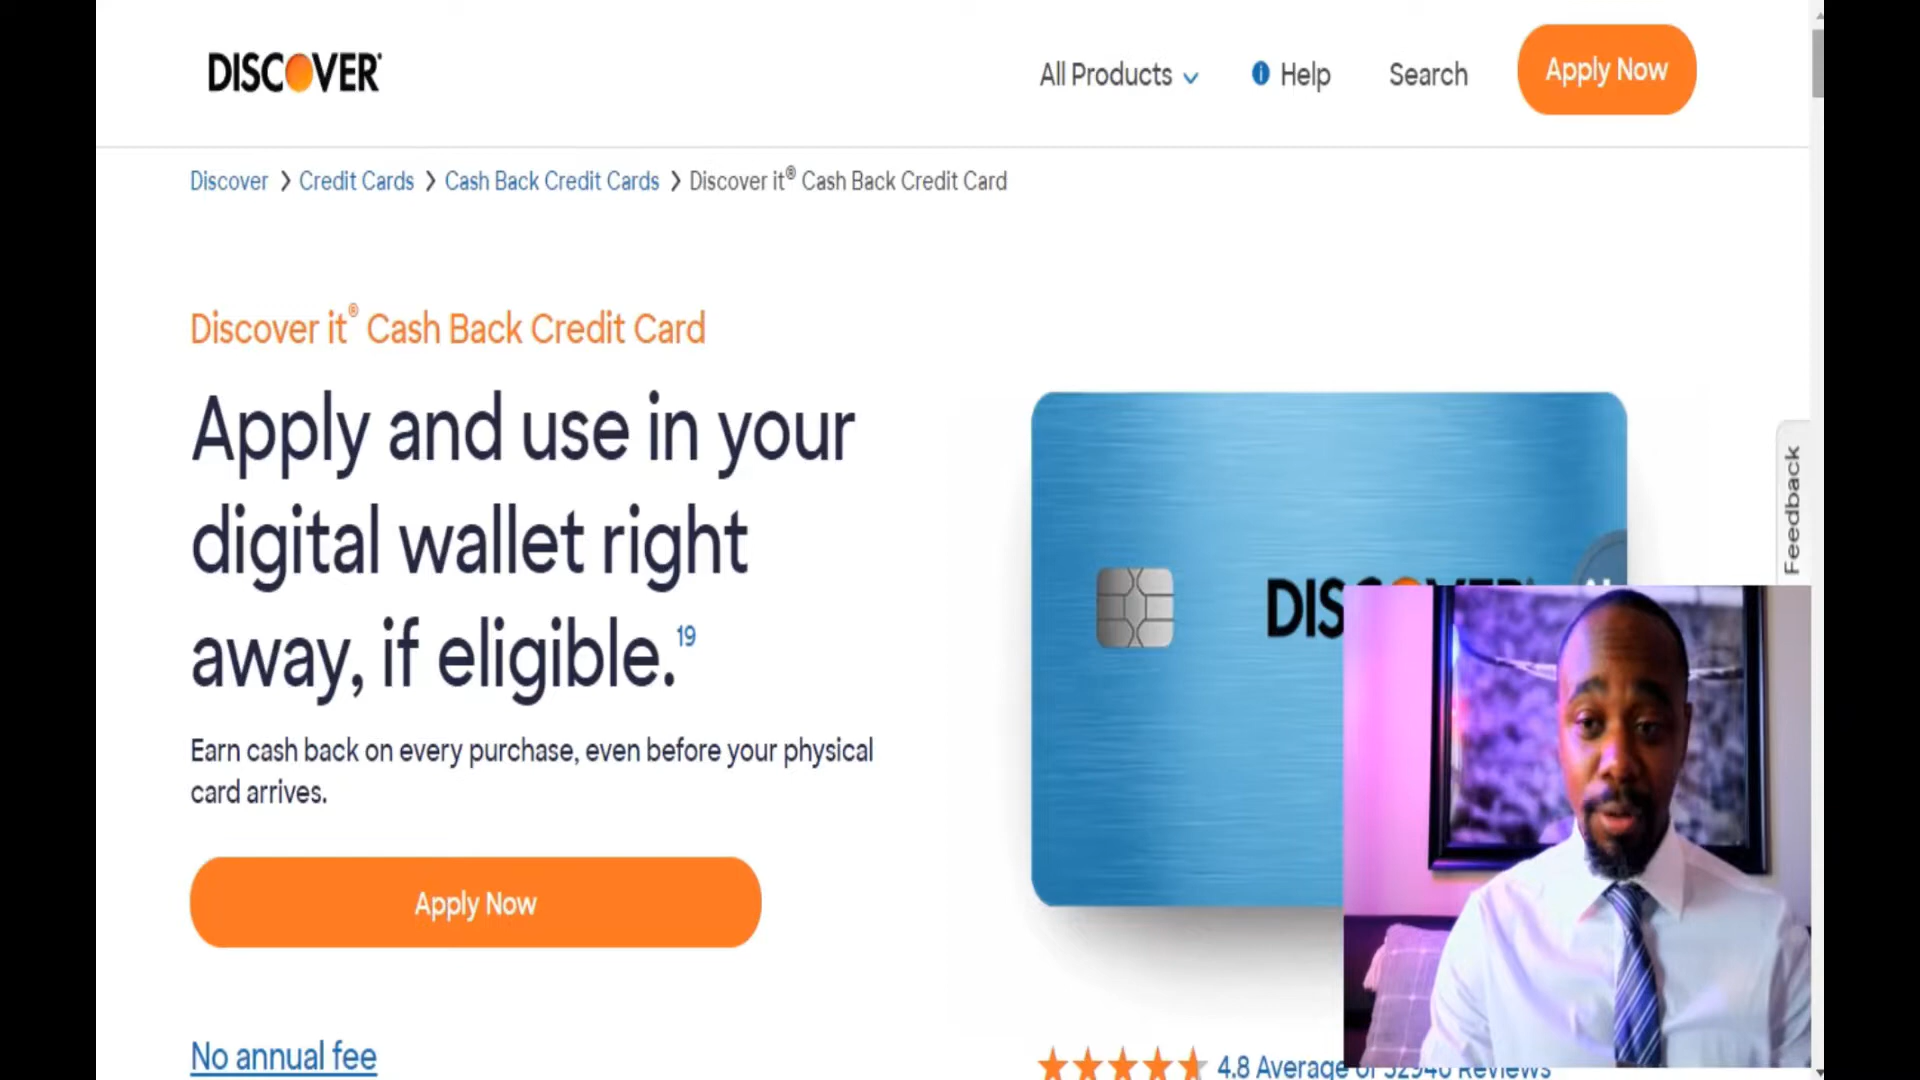 DISCOVER
All Products
Help
Search
Apply Now
Discover > Credit Cards > Cash Back Credit Cards > Discover it® Cash Back Credit Card
Discover it® Cash Back Credit Card
Apply and use in your
digital wallet right
away, if eligible.19
Earn cash back on every purchase, even before your physical
card arrives.
Apply Now
No annual fee
DIS
Feedback
4.8 Average of 52940 Reviews